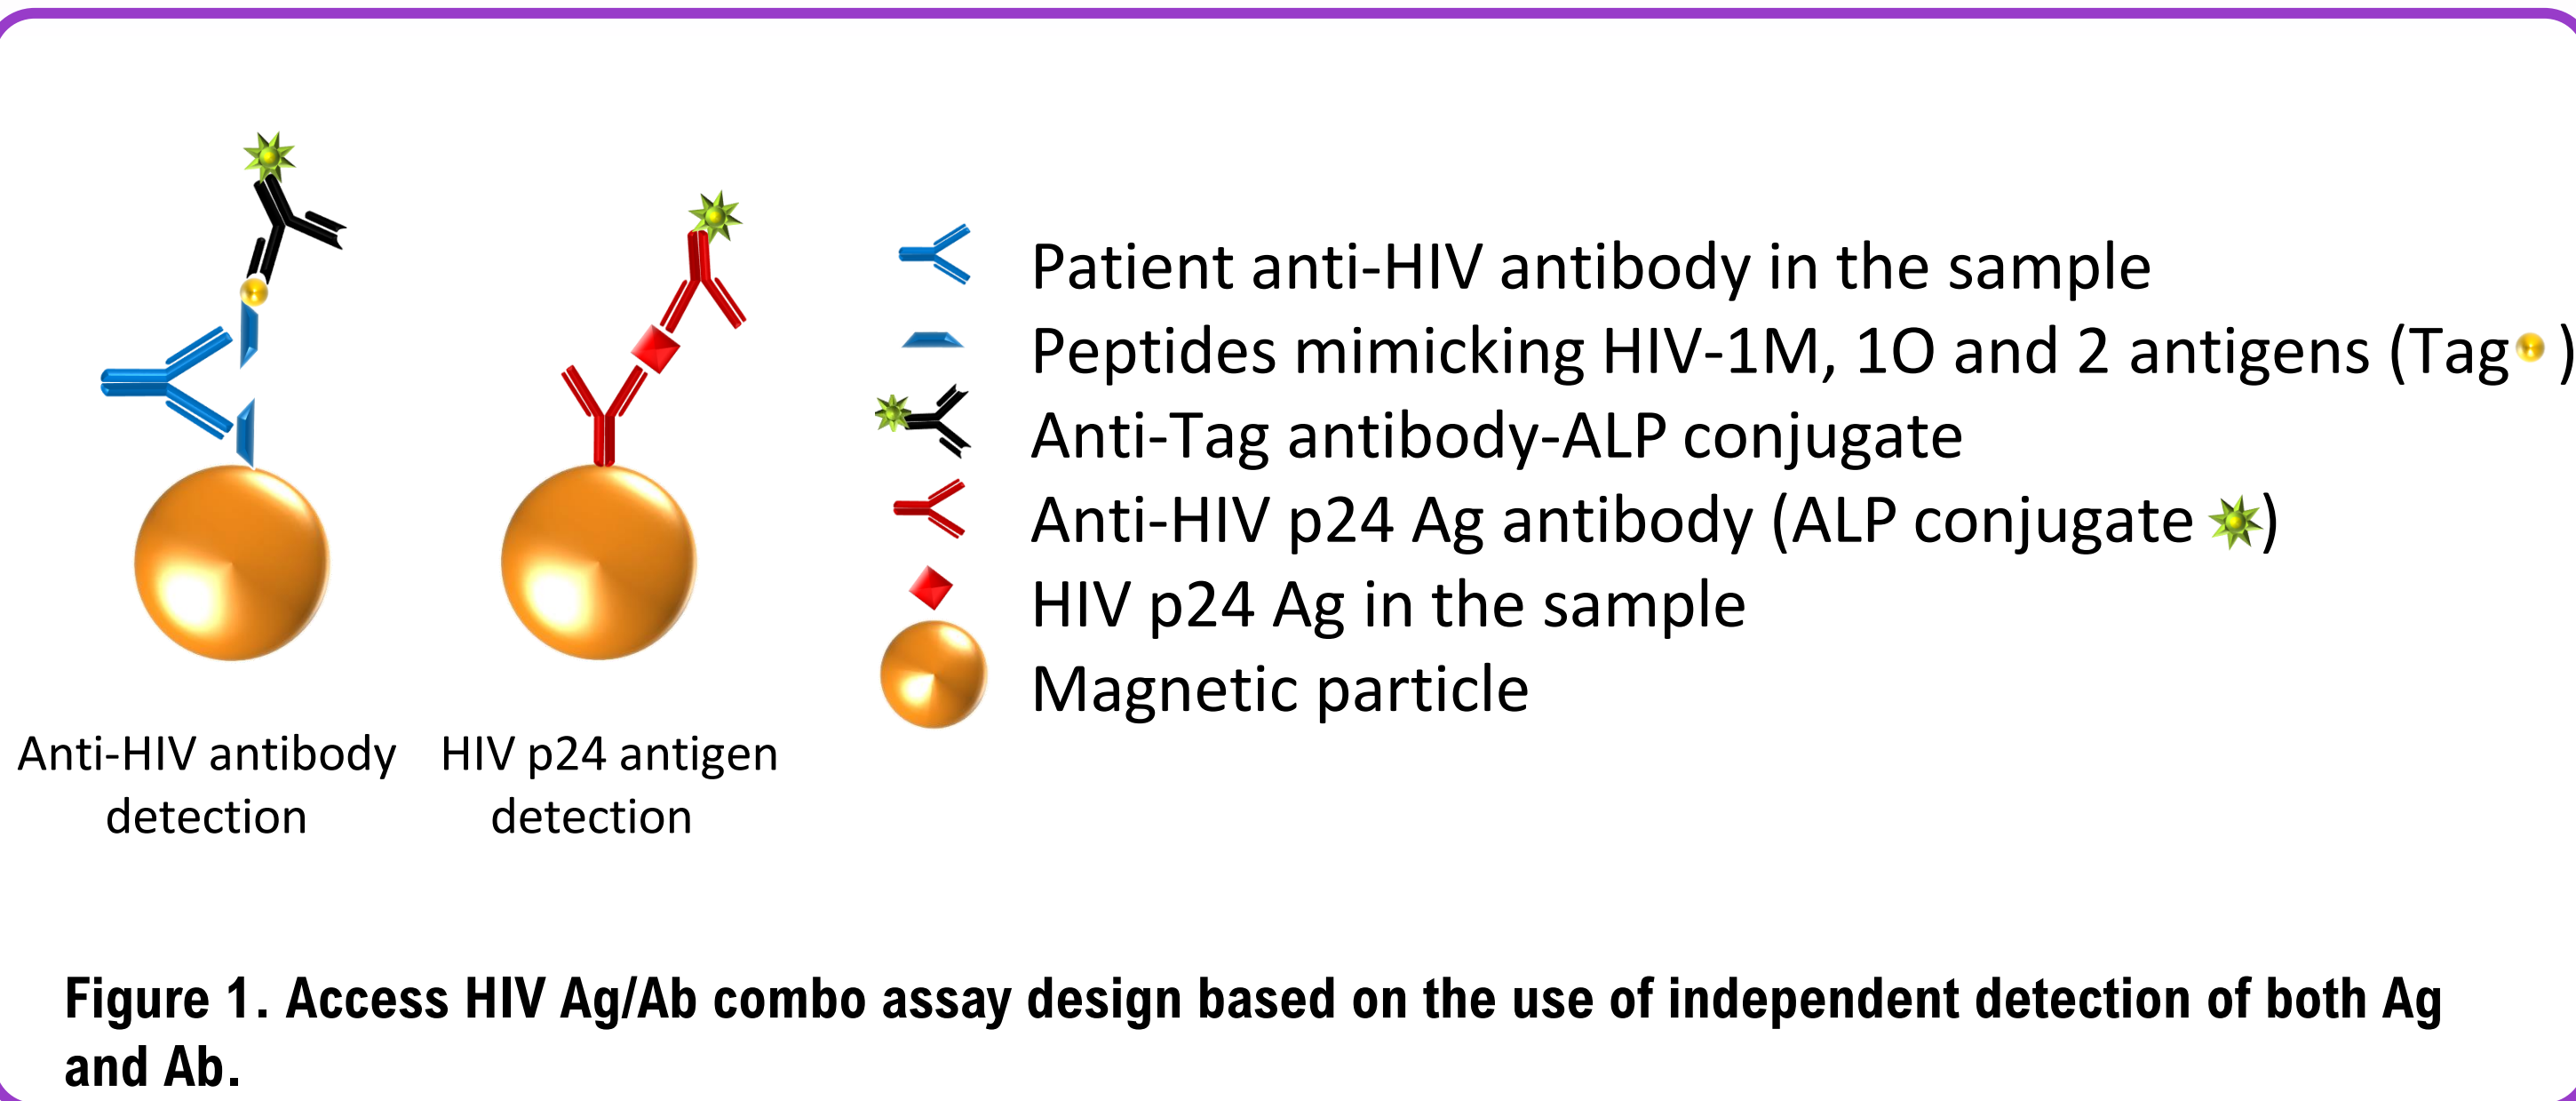 Patient anti-HIV antibody in the sample
Peptides mimicking HIV-1M, 1O and 2 antigens (Tag )
Anti-Tag antibody-ALP conjugate
Anti-HIV p24 Ag antibody (ALP conjugate )
HIV p24 Ag in the sample
Magnetic particle
Anti-HIV antibody
detection
HIV p24 antigen
detection
Figure 1. Access HIV Ag/Ab combo assay design based on the use of independent detection of both Ag
and Ab.